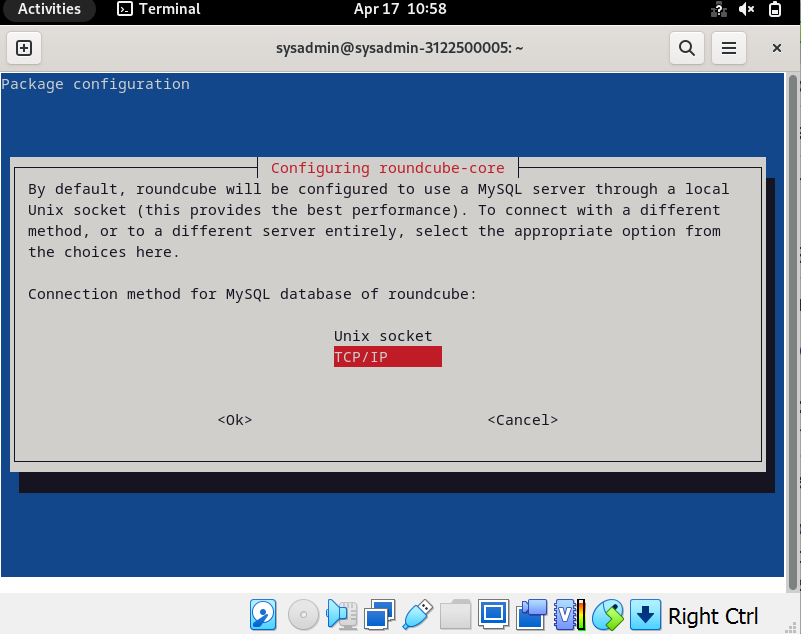 Activities Terminal Apr 17 10:58
sysadmin@sysadmin-3122500005: ~
Package configuration
Configuring roundcube-core
By default, roundcube will be configured to use a MySQL server through a local
Unix socket (this provides the best performance). To connect with a different
method, or to a different server entirely, select the appropriate option from
the choices here.
Connection method for MySQL database of roundcube:
Unix socket
TCP/IP
<Ok> <Cancel>
Right Ctrl